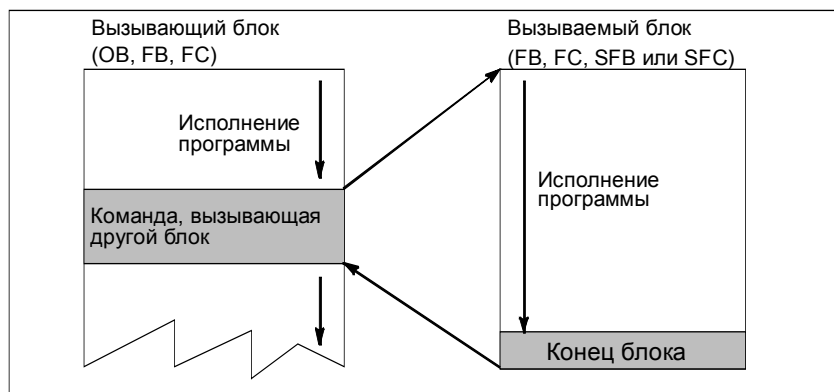 Вызывающий блок
(OB, FB, FC)
Исполнение
программы
Команда, вызывающая
другой блок
Вызываемый блок
(FB, FC, SFB или SFC)
Исполнение
программы
Конец блока